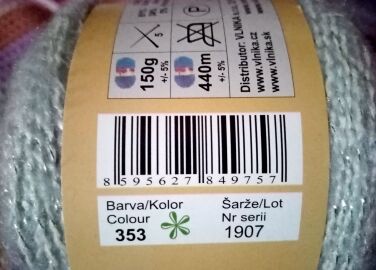 5
P
150g
+/- 5%
440m
+/- 5%
Distributor: VLNIKA
www.vlnika.cz
www.vlnika.sk
8 595627 849757
Barva/Kolor
Colour
353
Šarže/Lot
Nr serii
1907